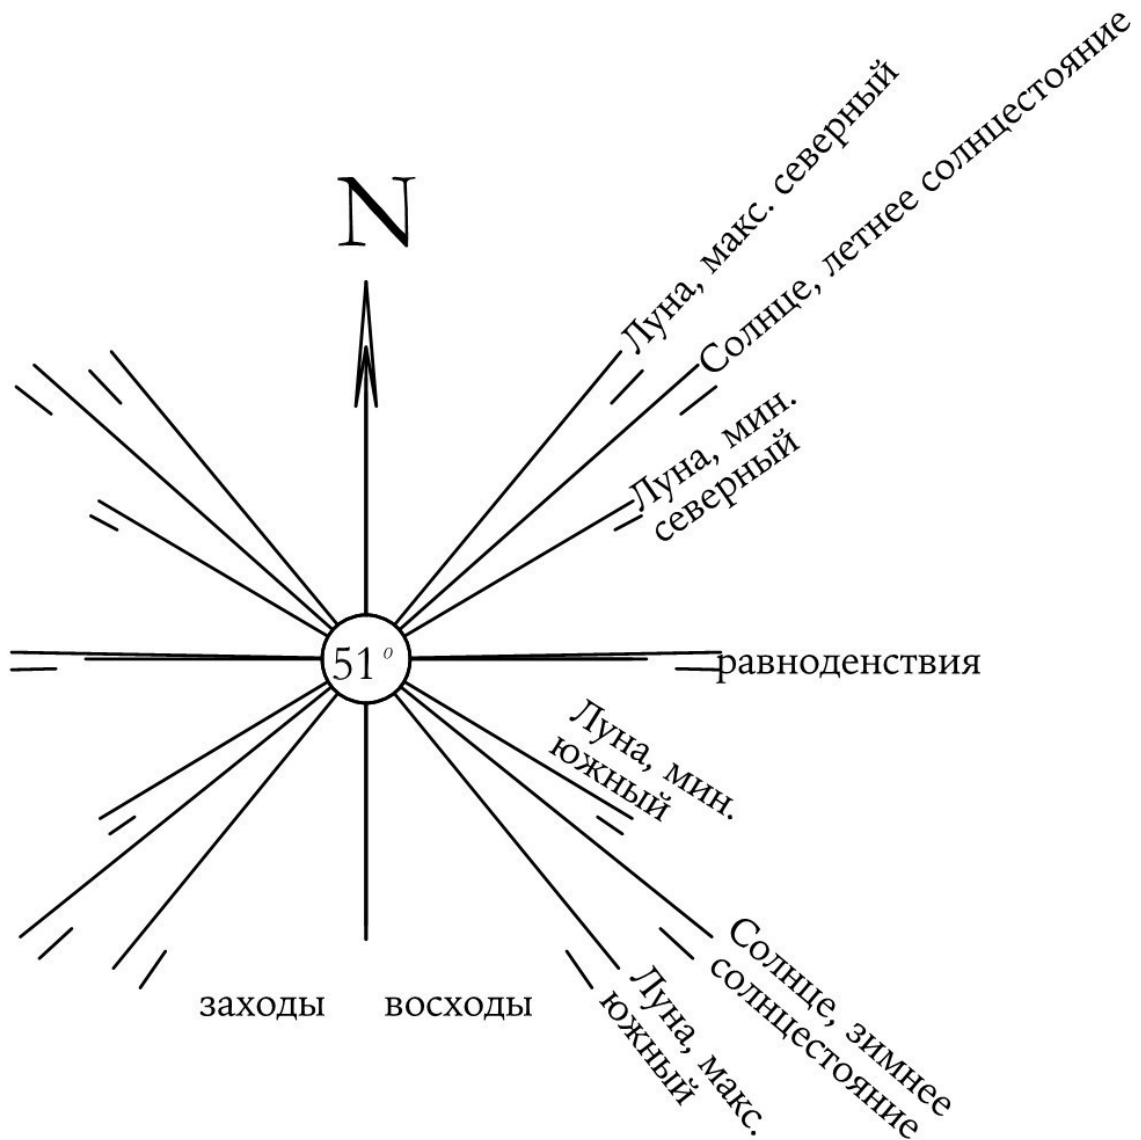 N
Луна, макс. северный
Солнце, летнее солнцестояние
Луна, мин.
северный
51°
равноденствия
Луна, мин.
южный
Солнце, зимнее
солнцестояние
Луна, макс.
южный
заходы
восходы